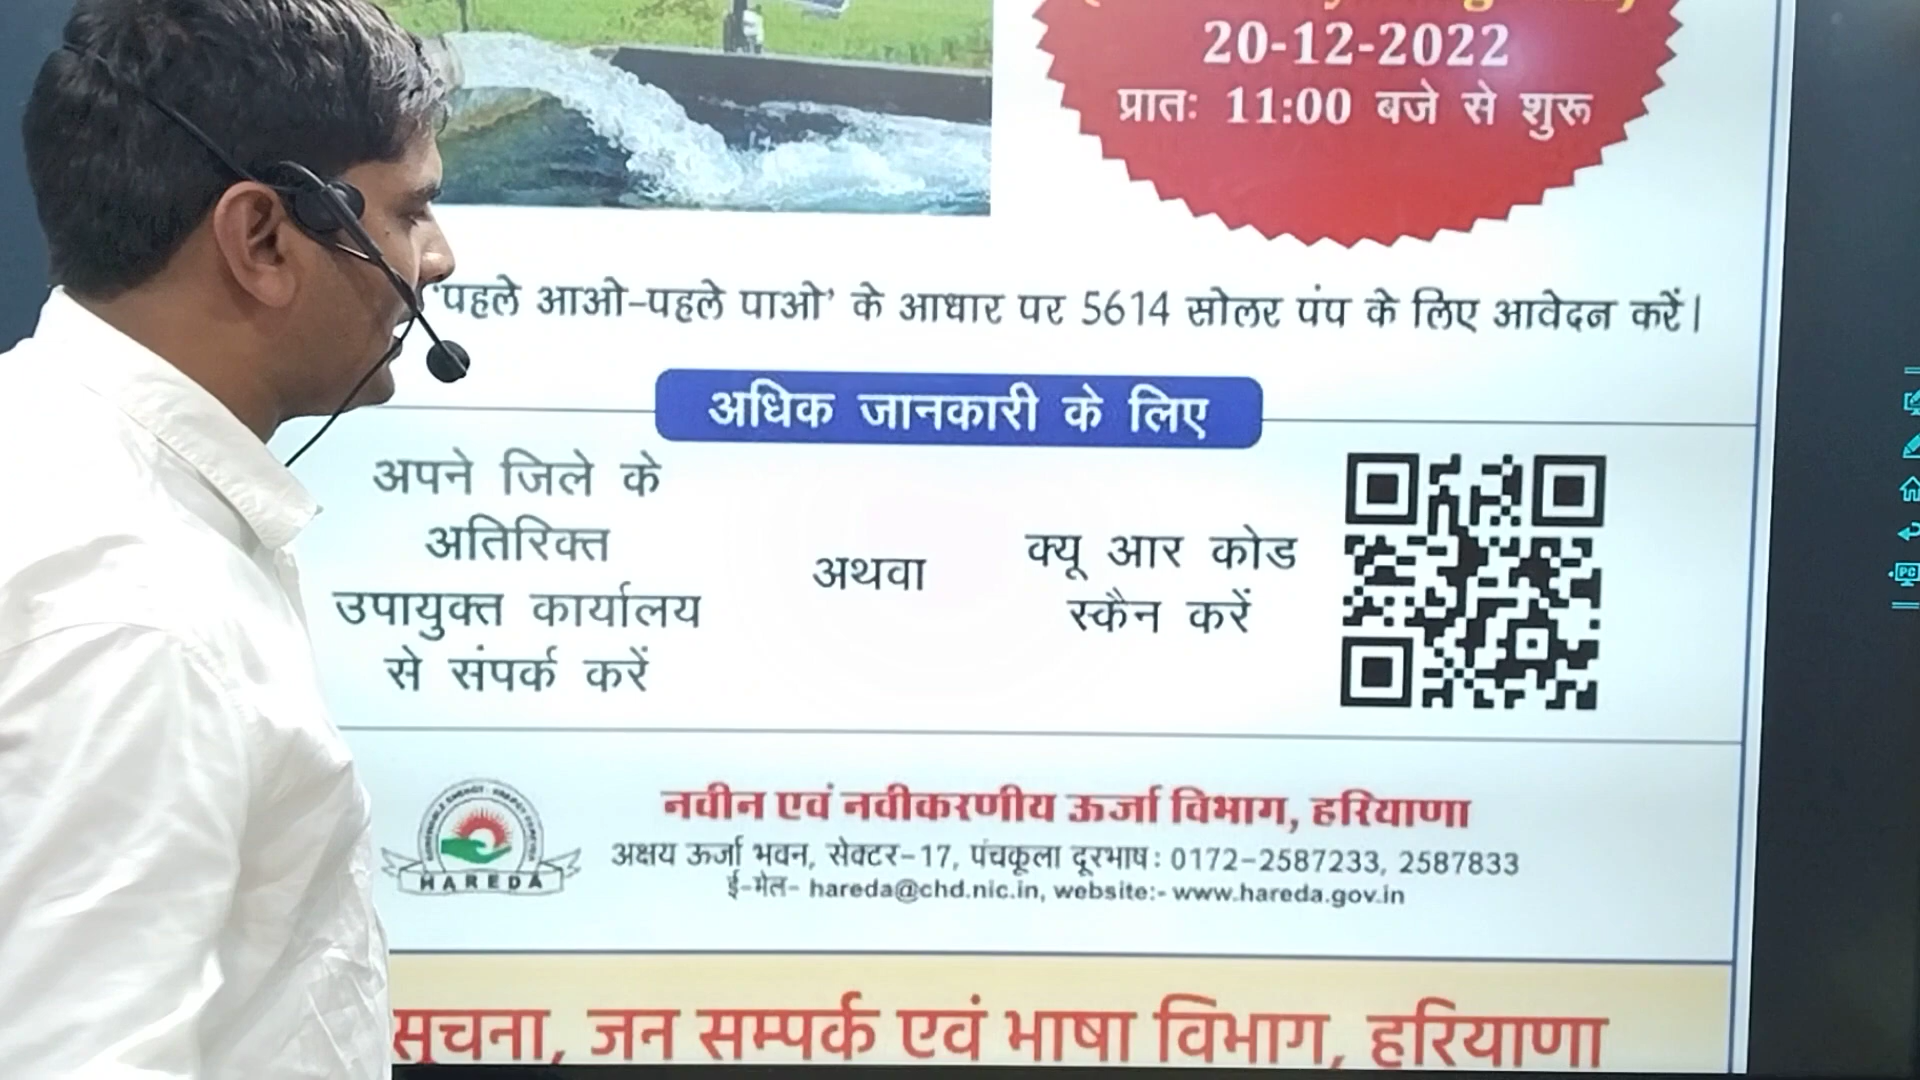 20-12-2022
प्रातः 11:00 बजे से शुरू
'पहले आओ-पहले पाओ' के आधार पर 5614 सोलर पंप के लिए आवेदन करें।
अधिक जानकारी के लिए
अपने जिले के
अतिरिक्त
उपायुक्त कार्यालय
से संपर्क करें
अथवा
क्यू आर कोड
स्कैन करें
HAREDA
नवीन एवं नवीकरणीय ऊर्जा विभाग, हरियाणा
अक्षय ऊर्जा भवन, सेक्टर-17, पंचकूला दूरभाष: 0172-2587233, 2587833
ई-मेल- hareda@chd.nic.in, website:- www.hareda.gov.in
सूचना, जन सम्पर्क एवं भाषा विभाग, हरियाणा
PC